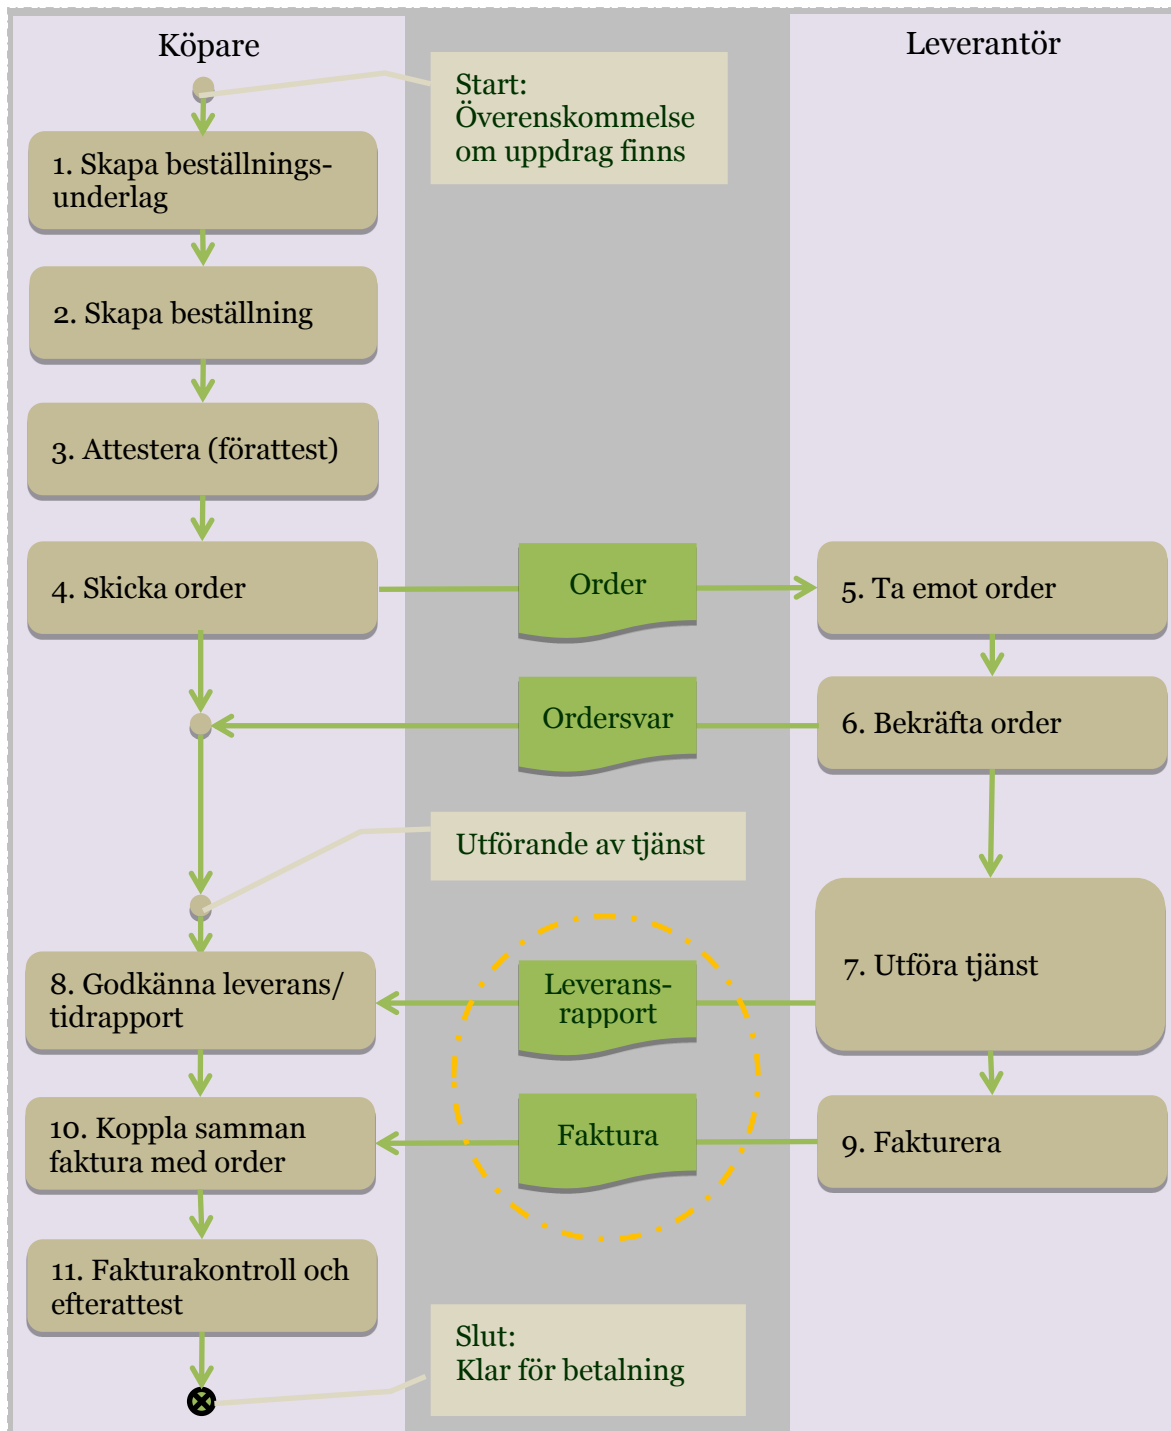 Köpare
Leverantör
Start:
Överenskommelse
om uppdrag finns
1. Skapa beställnings-
underlag
2. Skapa beställning
3. Attestera (förattest)
4. Skicka order
Order
5. Ta emot order
Ordersvar
6. Bekräfta order
Utförande av tjänst
7. Utföra tjänst
8. Godkänna leverans/
tidrapport
Leverans-
rapport
9. Fakturera
Faktura
10. Koppla samman
faktura med order
11. Fakturakontroll och
efterattest
Slut:
Klar för betalning